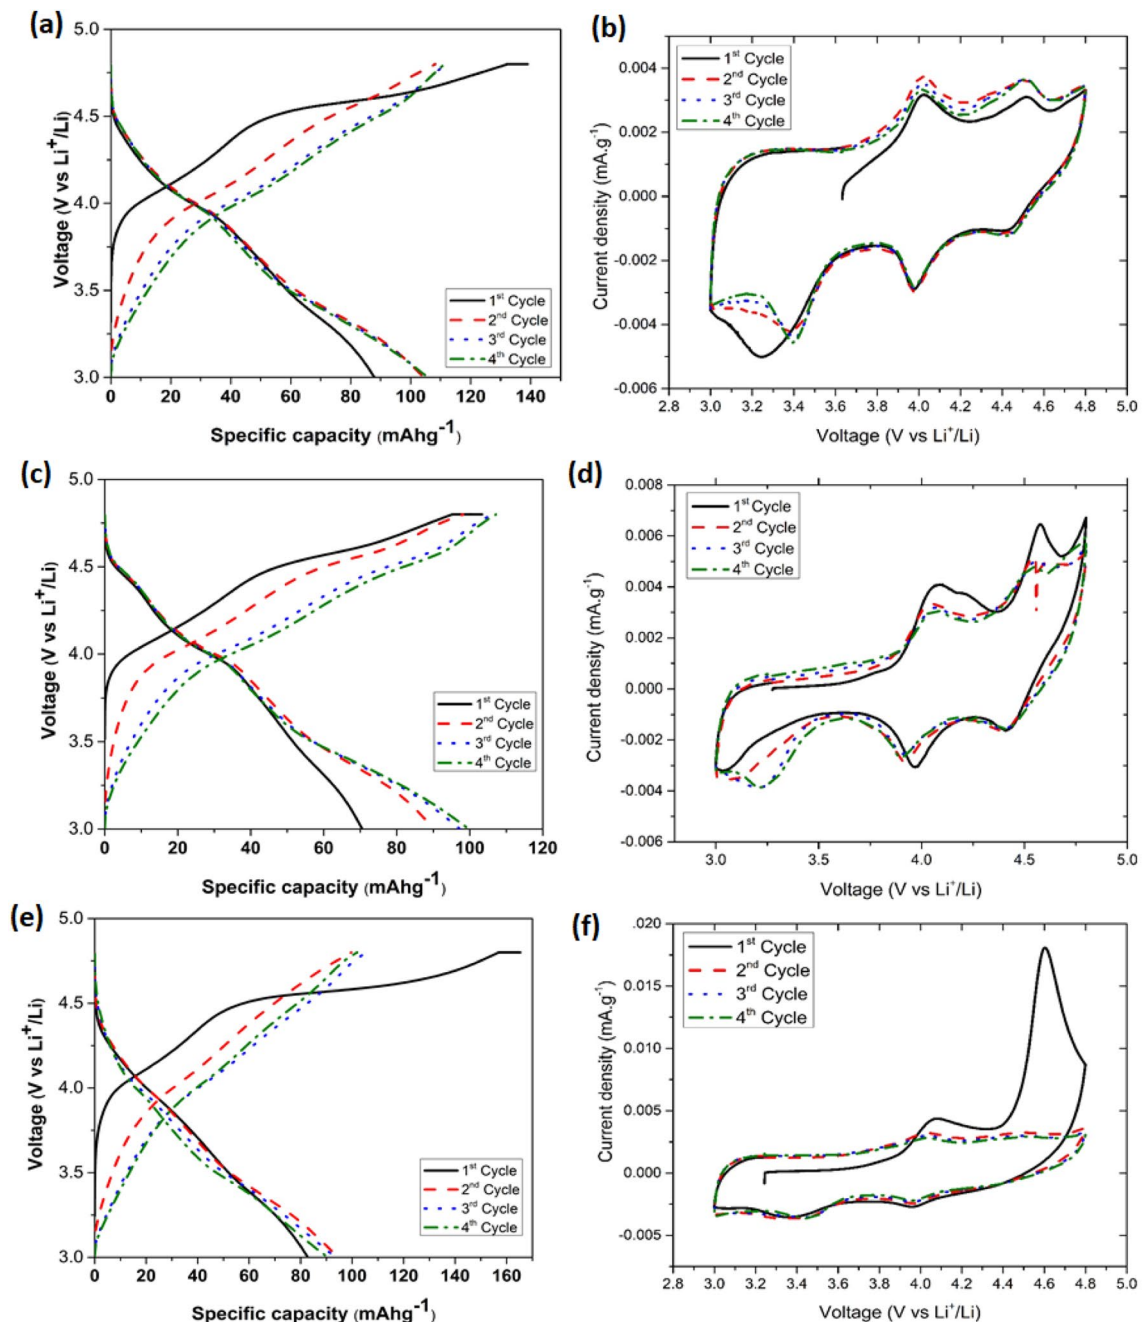 (a)
5.0
4.5
4.0
3.5
3.0
Voltage (V vs Li⁺/Li)
1st Cycle
2nd Cycle
3rd Cycle
4th Cycle
0 20 40 60 80 100 120 140
Specific capacity (mAhg-1)
(b)
0.004
0.002
0.000
-0.002
-0.004
-0.006
Current density (mA.g-1)
1st Cycle
2nd Cycle
3rd Cycle
4th Cycle
2.8 3.0 3.2 3.4 3.6 3.8 4.0 4.2 4.4 4.6 4.8 5.0
Voltage (V vs Li⁺/Li)
(c)
5.0
4.5
4.0
3.5
3.0
Voltage (V vs Li⁺/Li)
1st Cycle
2nd Cycle
3rd Cycle
4th Cycle
0 20 40 60 80 100 120
Specific capacity (mAhg-1)
(d)
0.008
0.006
0.004
0.002
0.000
-0.002
-0.004
-0.006
Current density (mA.g-1)
1st Cycle
2nd Cycle
3rd Cycle
4th Cycle
3.0 3.5 4.0 4.5 5.0
Voltage (V vs Li⁺/Li)
(e)
5.0
4.5
4.0
3.5
3.0
Voltage (V vs Li⁺/Li)
1st Cycle
2nd Cycle
3rd Cycle
4th Cycle
0 20 40 60 80 100 120 140 160
Specific capacity (mAhg-1)
(f)
.020
0.015
0.010
0.005
0.000
-0.005
Current density (mA.g-1)
1st Cycle
2nd Cycle
3rd Cycle
4th Cycle
2.8 3.0 3.2 3.4 3.6 3.8 4.0 4.2 4.4 4.6 4.8 5.0
Voltage (V vs Li⁺/Li)